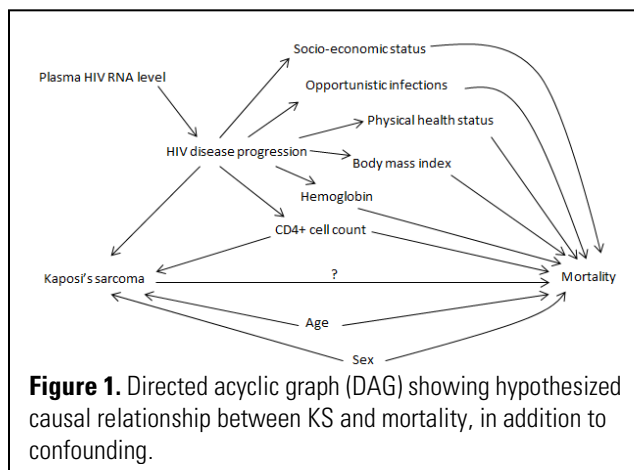 Socio-economic status
Plasma HIV RNA level
Opportunistic infections
Physical health status
HIV disease progression
Body mass index
Hemoglobin
CD4+ cell count
Kaposi's sarcoma
?
Mortality
Age
Sex
Figure 1. Directed acyclic graph (DAG) showing hypothesized
causal relationship between KS and mortality, in addition to
confounding.